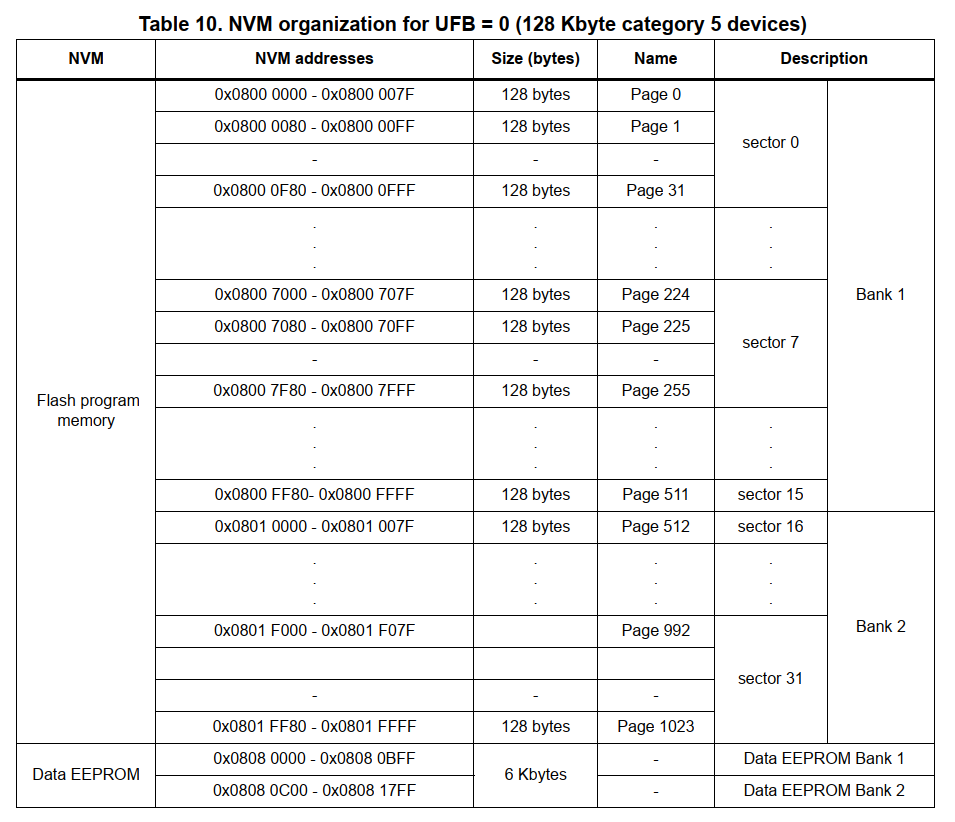 Table 10. NVM organization for UFB = 0 (128 Kbyte category 5 devices)
NVM NVM addresses Size (bytes) Name Description
0x0800 0000 - 0x0800 007F 128 bytes Page 0
0x0800 0080 - 0x0800 00FF 128 bytes Page 1
sector 0
- - -
0x0800 0F80 - 0x0800 0FFF 128 bytes Page 31
. . . .
. . . .
. . . .
0x0800 7000 - 0x0800 707F 128 bytes Page 224 Bank 1
0x0800 7080 - 0x0800 70FF 128 bytes Page 225
sector 7
- - -
0x0800 7F80 - 0x0800 7FFF 128 bytes Page 255
Flash program
memory
. . . .
. . . .
. . . .
0x0800 FF80- 0x0800 FFFF 128 bytes Page 511 sector 15
0x0801 0000 - 0x0801 007F 128 bytes Page 512 sector 16
. . . .
. . . .
. . . .
0x0801 F000 - 0x0801 F07F Page 992 Bank 2
sector 31
- - -
0x0801 FF80 - 0x0801 FFFF 128 bytes Page 1023
0x0808 0000 - 0x0808 0BFF - Data EEPROM Bank 1
Data EEPROM 6 Kbytes
0x0808 0C00 - 0x0808 17FF - Data EEPROM Bank 2